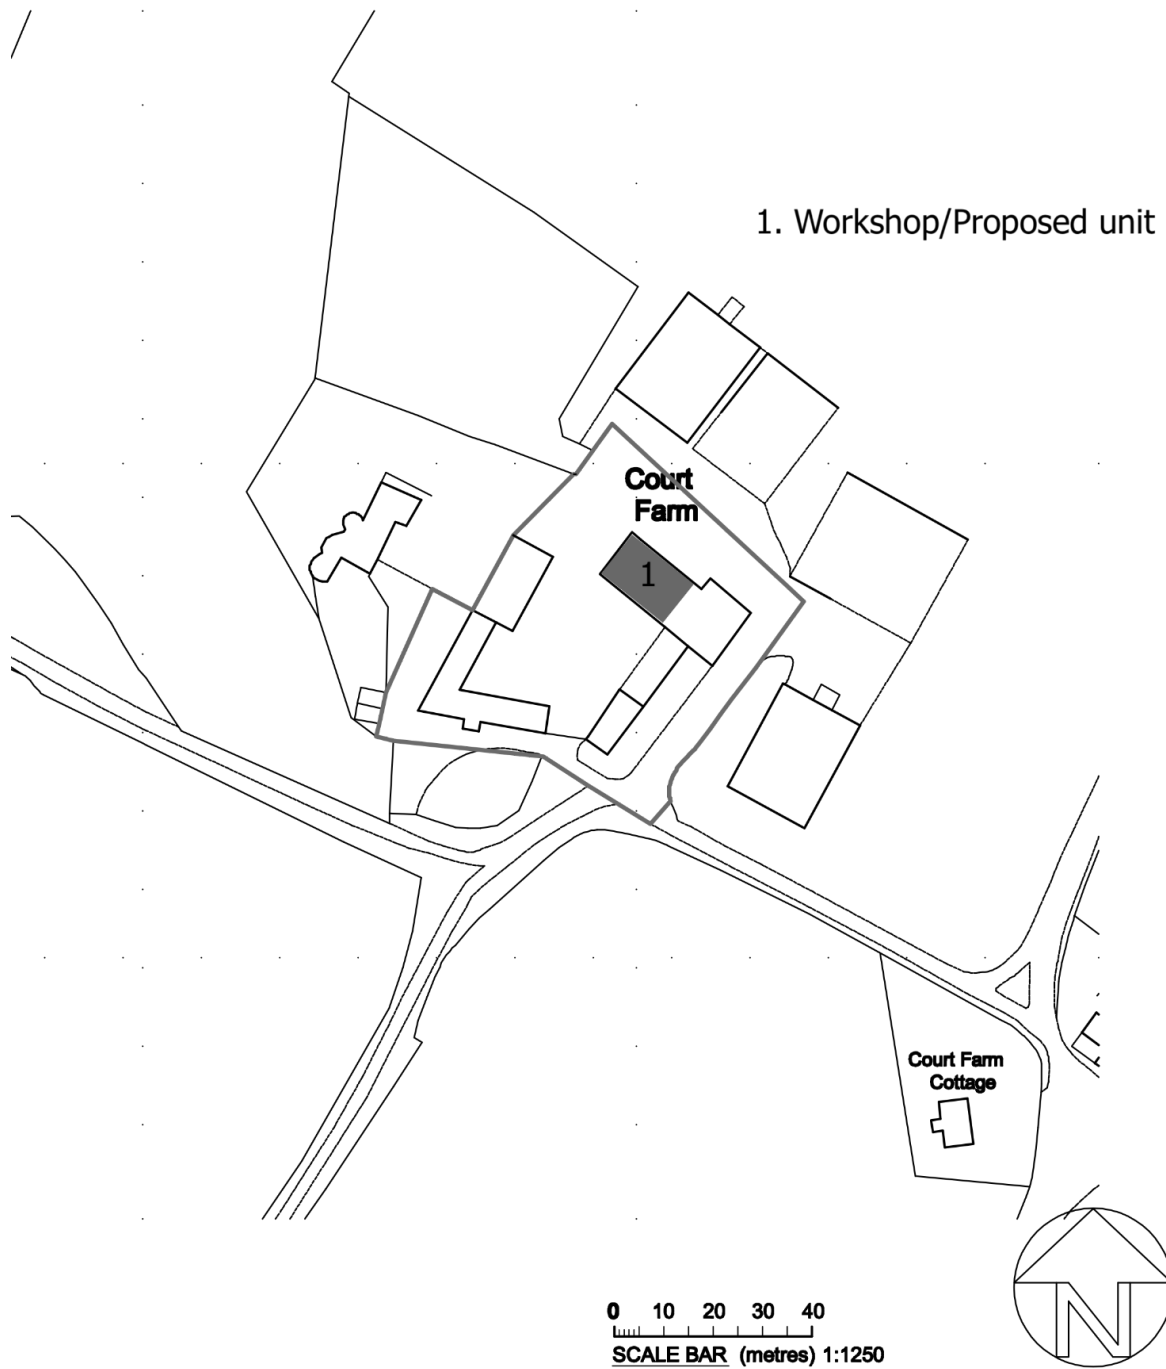 1. Workshop/Proposed unit
Court
Farm
1
Court Farm
Cottage
N
0 10 20 30 40
SCALE BAR (metres) 1:1250